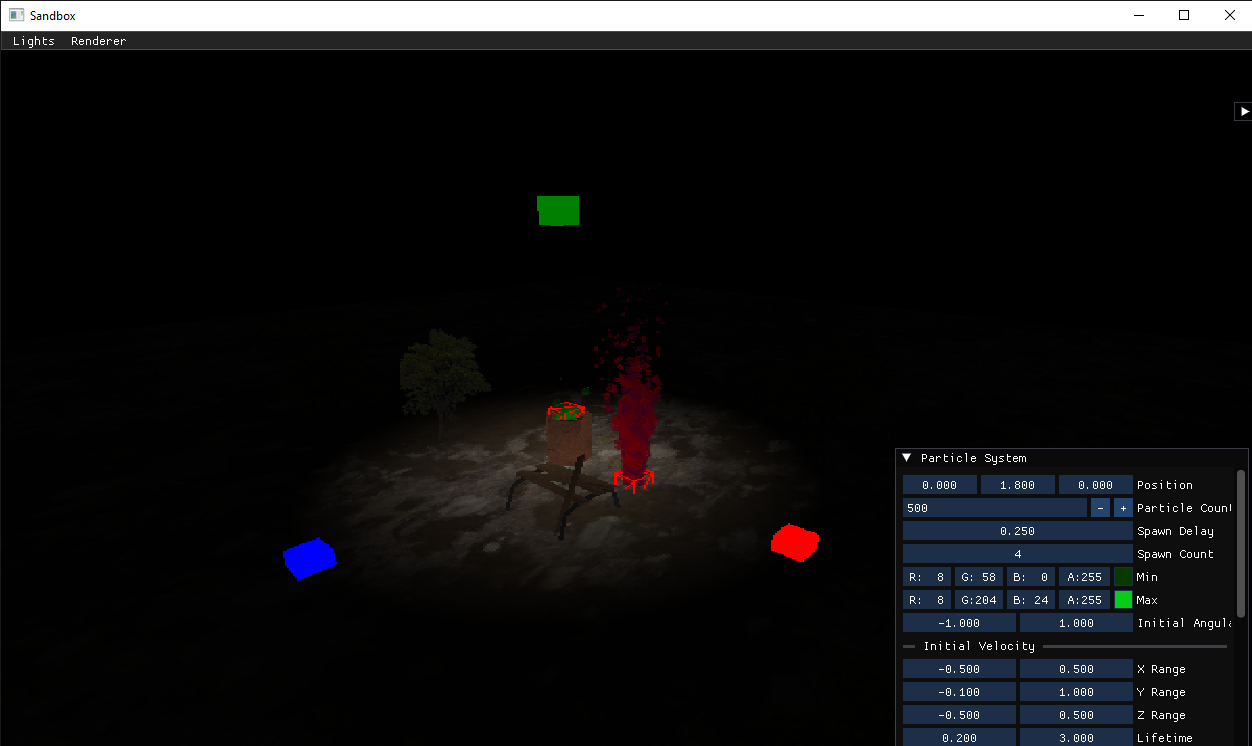 Sandbox
Lights Renderer
Particle System
0.000 1.800 0.000 Position
500 - + Particle Count
0.250 Spawn Delay
4 Spawn Count
R: 8 G: 58 B: 0 A:255 Min
R: 8 G:204 B: 24 A:255 Max
-1.000 1.000 Initial Angula
Initial Velocity
-0.500 0.500 X Range
-0.100 1.000 Y Range
-0.500 0.500 Z Range
0.200 3.000 Lifetime